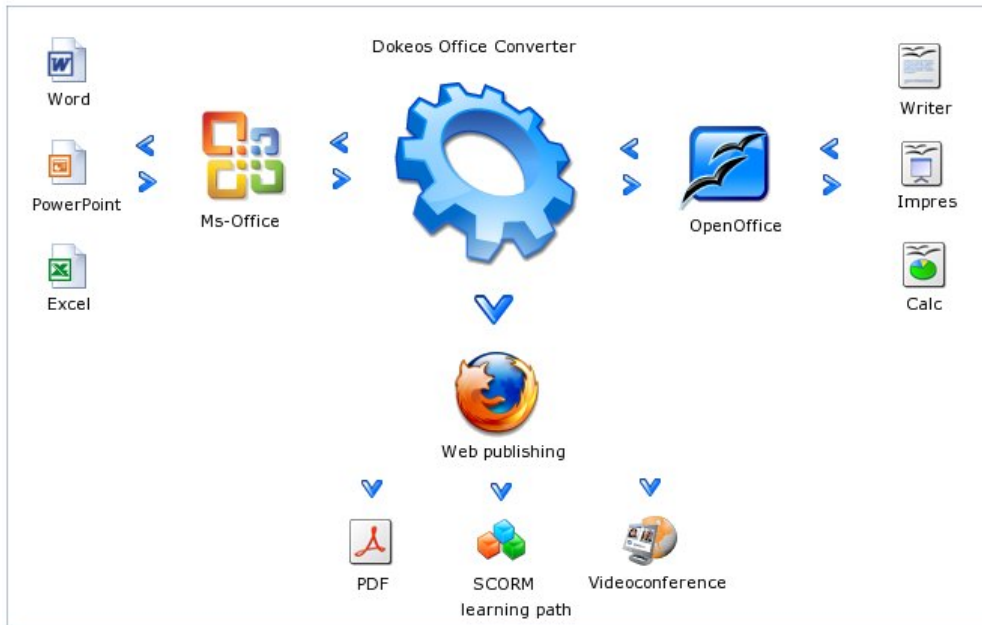 Dokeos Office Converter
Word
Writer
PowerPoint
Ms-Office
OpenOffice
Impres
Excel
Calc
Web publishing
PDF
SCORM
learning path
Videoconference